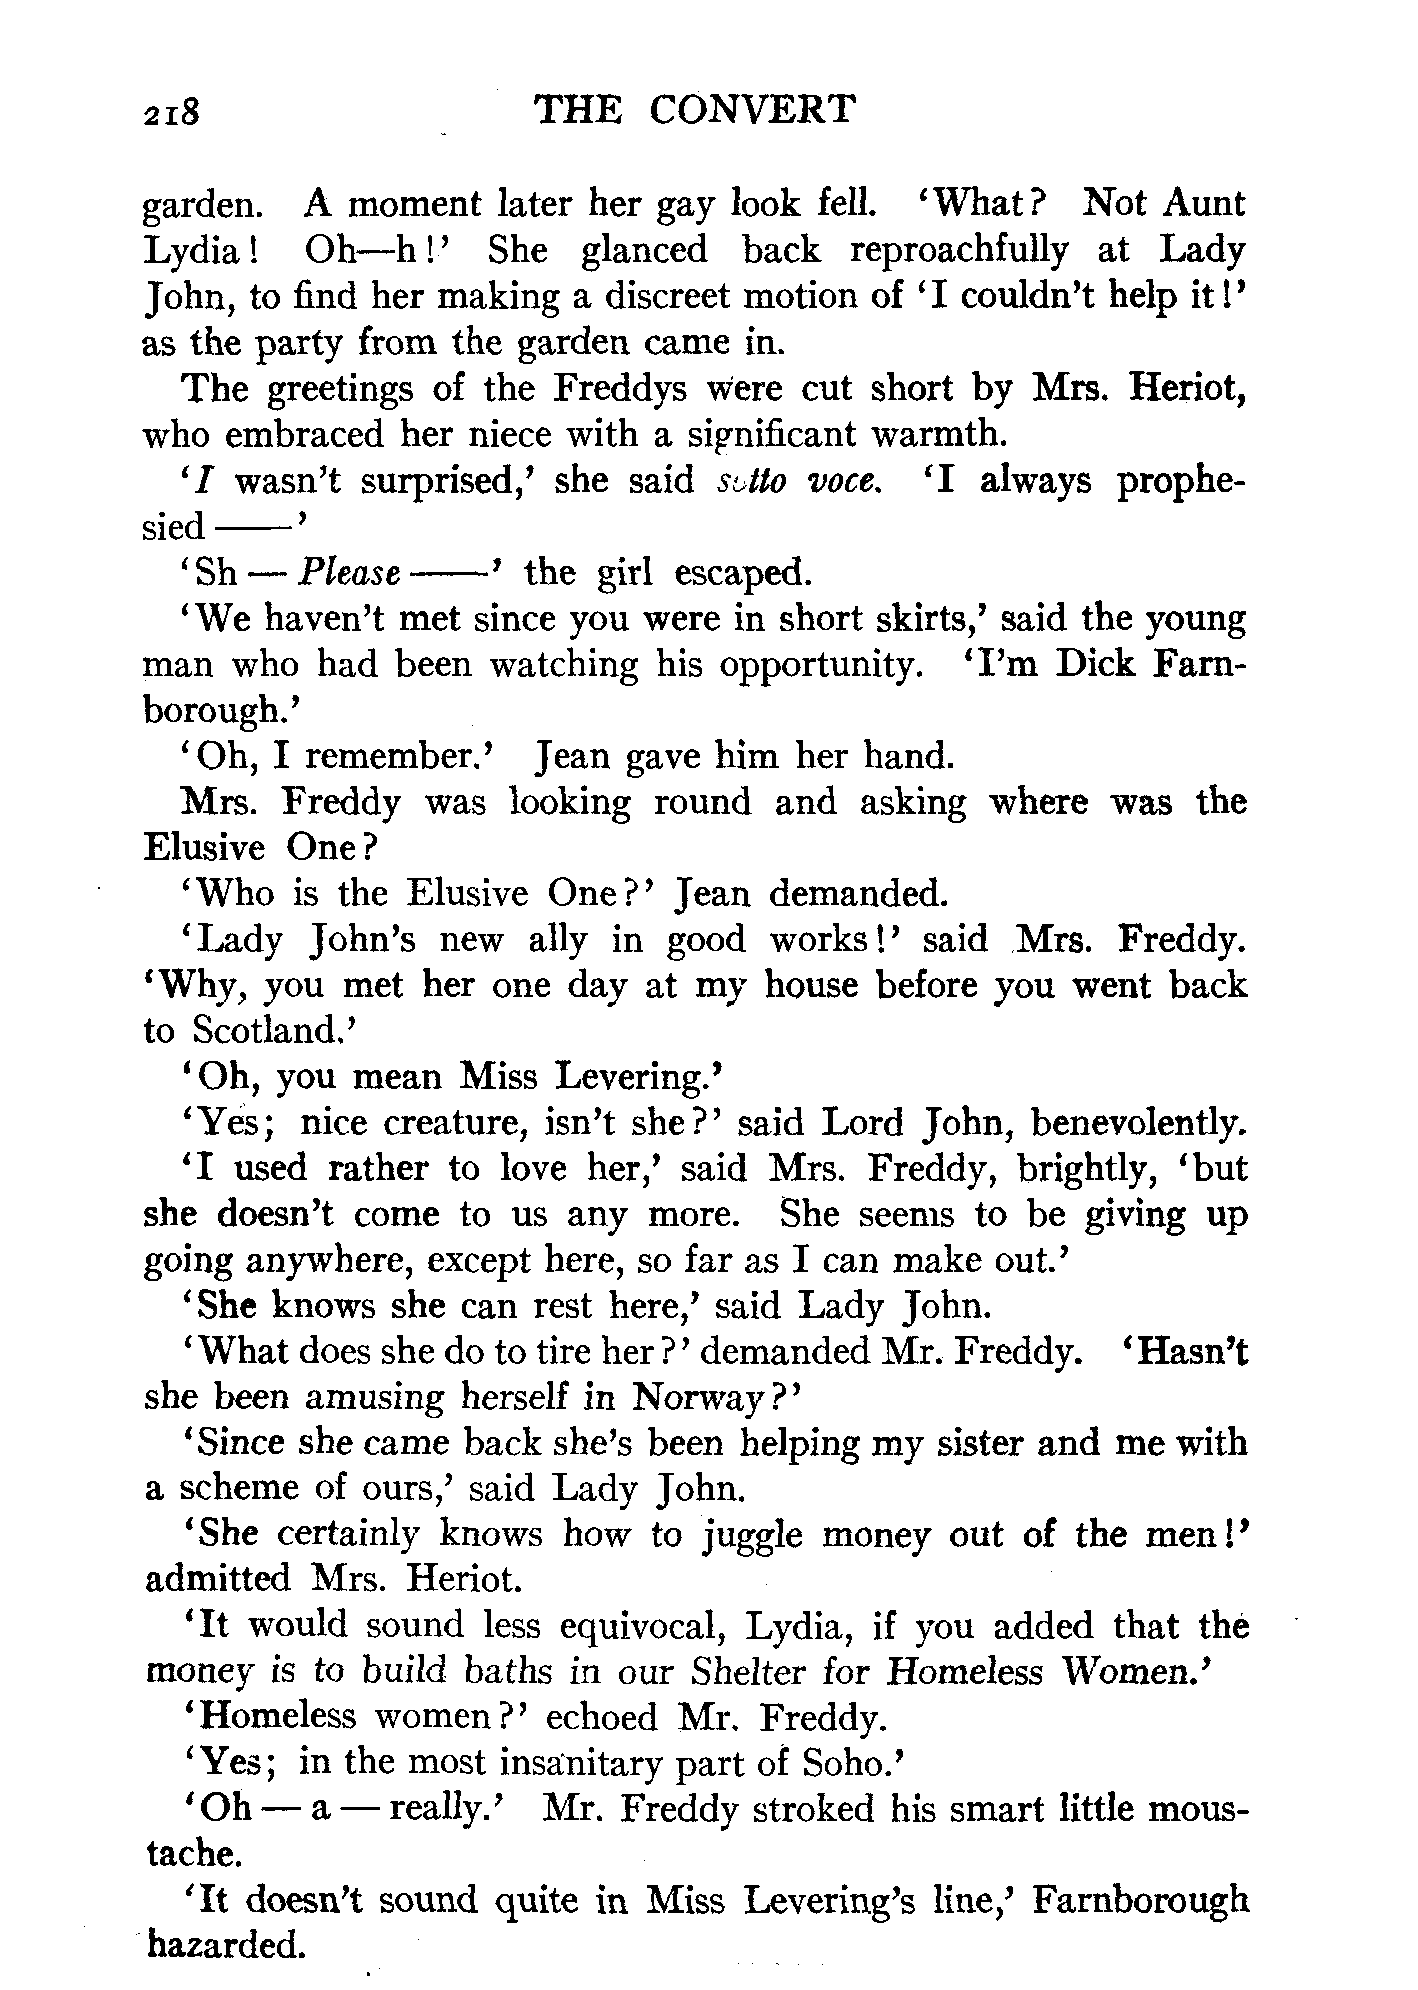 218 THE CONVERT
garden. A moment later her gay look fell. ‘What? Not Aunt
Lydia! Oh—h!’ She glanced back reproachfully at Lady
John, to find her making a discreet motion of ‘I couldn’t help it!’
as the party from the garden came in.
The greetings of the Freddys were cut short by Mrs. Heriot,
who embraced her niece with a significant warmth.
‘I wasn’t surprised,’ she said sotto voce. ‘I always prophe-
sied ——’
‘Sh — Please ——’ the girl escaped.
‘We haven’t met since you were in short skirts,’ said the young
man who had been watching his opportunity. ‘I’m Dick Farn-
borough.’
‘Oh, I remember.’ Jean gave him her hand.
Mrs. Freddy was looking round and asking where was the
Elusive One?
‘Who is the Elusive One?’ Jean demanded.
‘Lady John’s new ally in good works!’ said Mrs. Freddy.
‘Why, you met her one day at my house before you went back
to Scotland.’
‘Oh, you mean Miss Levering.’
‘Yes; nice creature, isn’t she?’ said Lord John, benevolently.
‘I used rather to love her,’ said Mrs. Freddy, brightly, ‘but
she doesn’t come to us any more. She seems to be giving up
going anywhere, except here, so far as I can make out.’
‘She knows she can rest here,’ said Lady John.
‘What does she do to tire her?’ demanded Mr. Freddy. ‘Hasn’t
she been amusing herself in Norway?’
‘Since she came back she’s been helping my sister and me with
a scheme of ours,’ said Lady John.
‘She certainly knows how to juggle money out of the men!’
admitted Mrs. Heriot.
‘It would sound less equivocal, Lydia, if you added that the
money is to build baths in our Shelter for Homeless Women.’
‘Homeless women?’ echoed Mr. Freddy.
‘Yes; in the most insanitary part of Soho.’
‘Oh — a — really.’ Mr. Freddy stroked his smart little mous-
tache.
‘It doesn’t sound quite in Miss Levering’s line,’ Farnborough
hazarded.